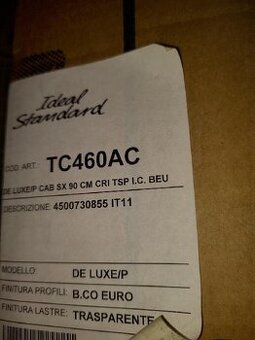 Ideal
Standard
COD. ART.: TC460AC
DE LUXE/P CAB SX 90 CM CRI TSP I.C. BEU
DESCRIZIONE: 4500730855 IT11
MODELLO: DE LUXE/P
FINITURA PROFILI: B.CO EURO
FINITURA LASTRE: TRASPARENTE